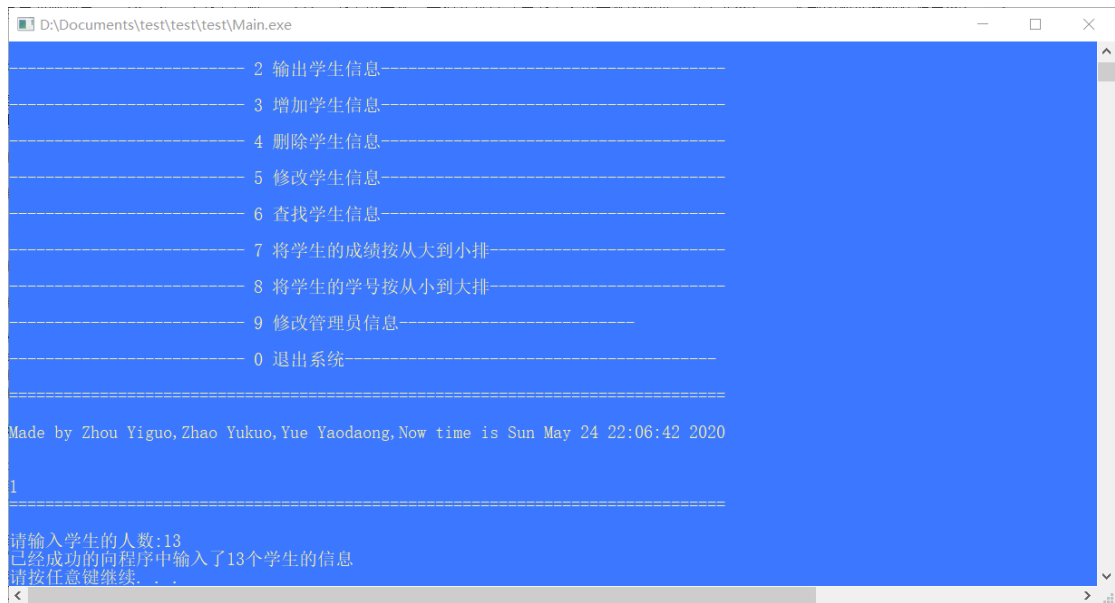 D:\Documents\test\test\test\Main.exe
-------------------------- 2 输出学生信息--------------------------------------
-------------------------- 3 增加学生信息--------------------------------------
-------------------------- 4 删除学生信息--------------------------------------
-------------------------- 5 修改学生信息--------------------------------------
-------------------------- 6 查找学生信息--------------------------------------
-------------------------- 7 将学生的成绩按从大到小排--------------------------
-------------------------- 8 将学生的学号按从小到大排--------------------------
-------------------------- 9 修改管理员信息--------------------------
-------------------------- 0 退出系统-----------------------------------------
===============================================================================
Made by Zhou Yiguo,Zhao Yukuo,Yue Yaodaong,Now time is Sun May 24 22:06:42 2020
1
===============================================================================
请输入学生的人数:13
已经成功的向程序中输入了13个学生的信息
请按任意键继续. . .